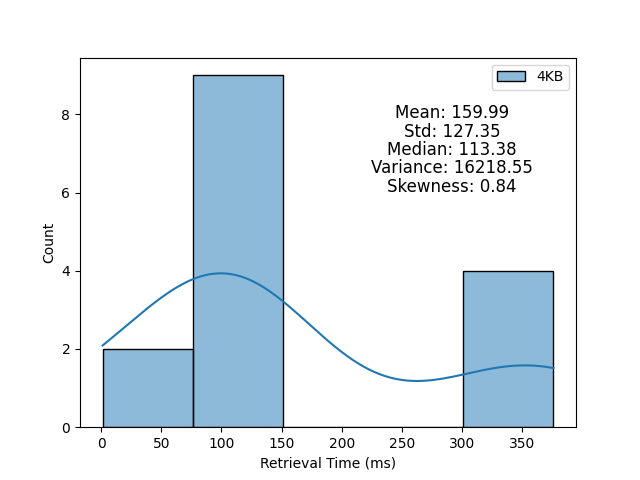 4KB
Mean: 159.99
Std: 127.35
Median: 113.38
Variance: 16218.55
Skewness: 0.84
Count
8
6
4
2
0
0 50 100 150 200 250 300 350
Retrieval Time (ms)